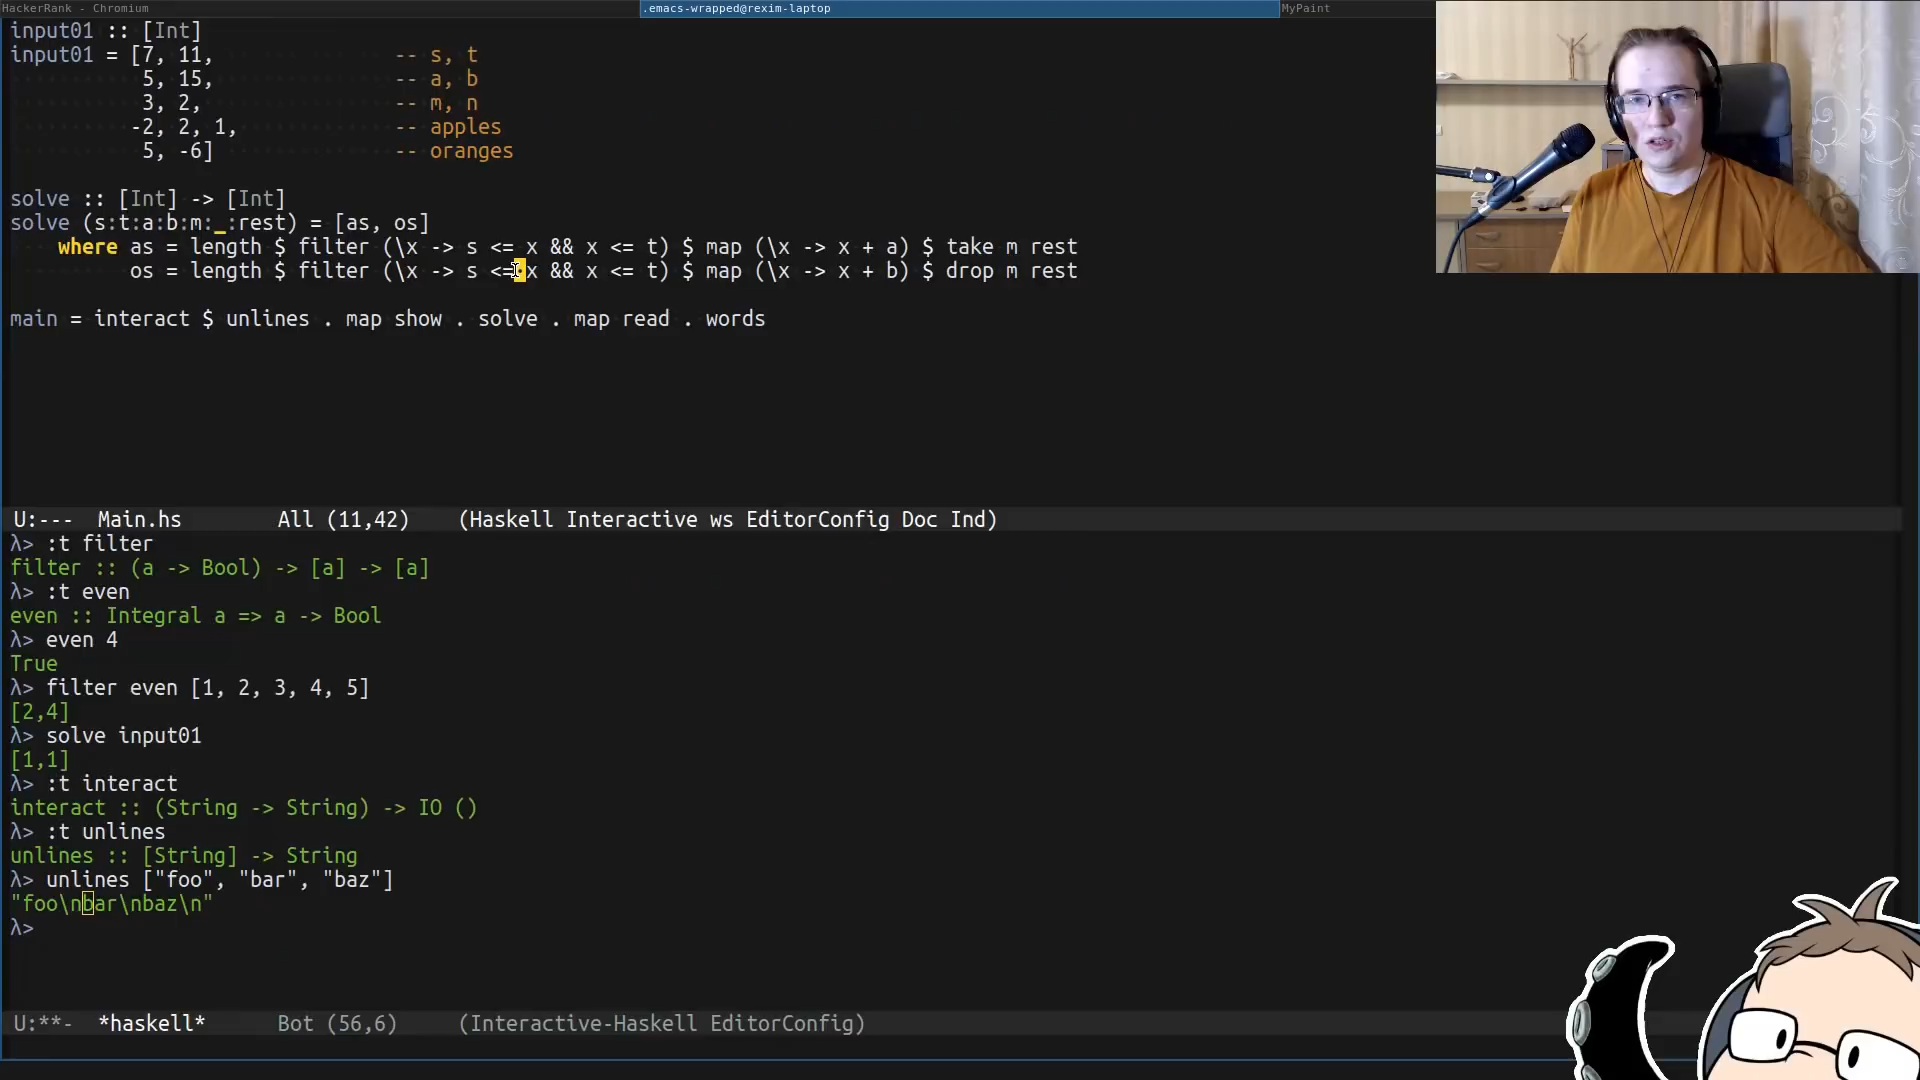 HackerRank - Chromium
.emacs-wrapped@rexim-laptop
MyPaint
input01 :: [Int]
input01 = [7, 11, -- s, t
5, 15, -- a, b
3, 2, -- m, n
-2, 2, 1, -- apples
5, -6] -- oranges
solve :: [Int] -> [Int]
solve (s:t:a:b:m:_:rest) = [as, os]
where as = length $ filter (\x -> s <= x && x <= t) $ map (\x -> x + a) $ take m rest
os = length $ filter (\x -> s <= x && x <= t) $ map (\x -> x + b) $ drop m rest
main = interact $ unlines . map show . solve . map read . words
U:--- Main.hs All (11,42) (Haskell Interactive ws EditorConfig Doc Ind)
λ> :t filter
filter :: (a -> Bool) -> [a] -> [a]
λ> :t even
even :: Integral a => a -> Bool
λ> even 4
True
λ> filter even [1, 2, 3, 4, 5]
[2,4]
λ> solve input01
[1,1]
λ> :t interact
interact :: (String -> String) -> IO ()
λ> :t unlines
unlines :: [String] -> String
λ> unlines ["foo", "bar", "baz"]
"foo\nbar\nbaz\n"
λ>
U:**- *haskell* Bot (56,6) (Interactive-Haskell EditorConfig)